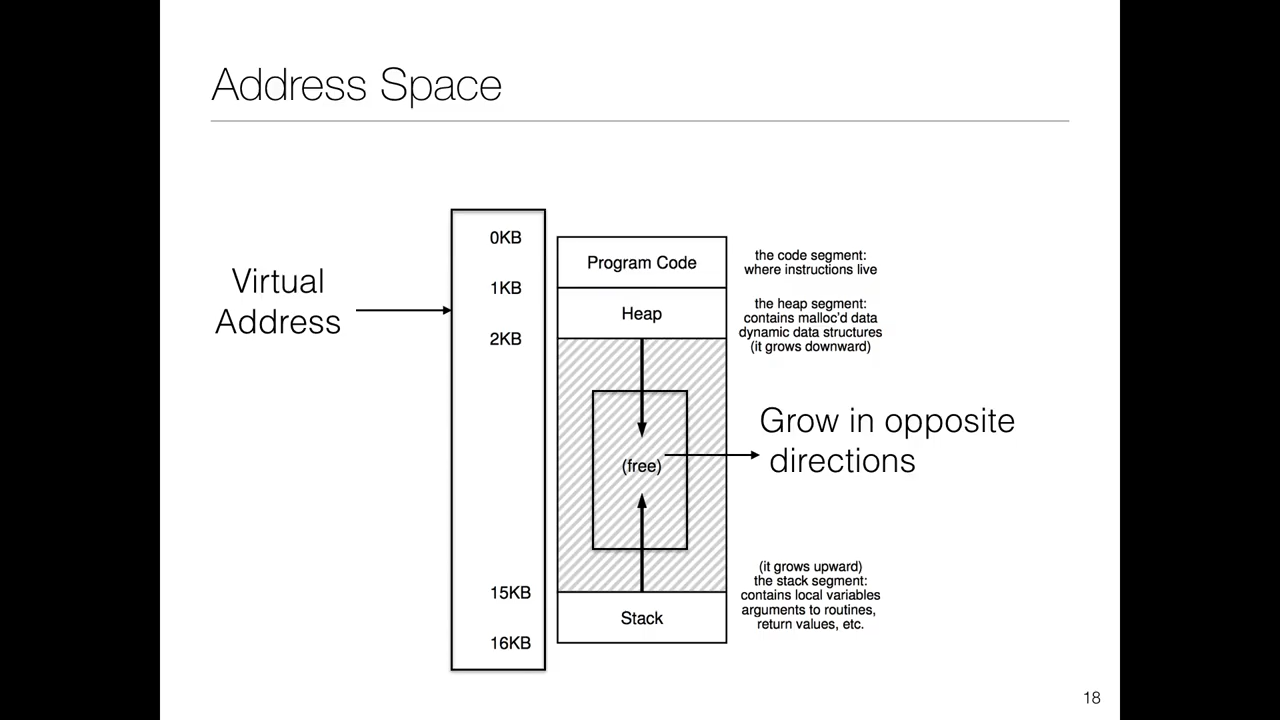 Address Space
Virtual
Address
0KB
1KB
2KB
15KB
16KB
Program Code
Heap
(free)
Stack
the code segment:
where instructions live
the heap segment:
contains malloc'd data
dynamic data structures
(it grows downward)
Grow in opposite
directions
(it grows upward)
the stack segment:
contains local variables
arguments to routines,
return values, etc.
18